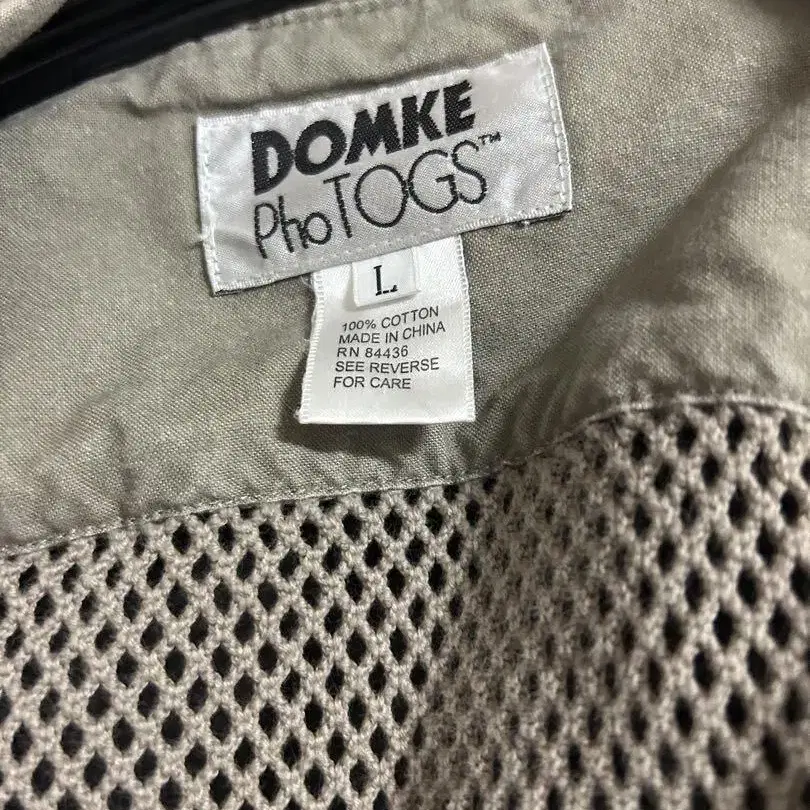 DOMKE
PhoTOGS™
L
100% COTTON
MADE IN CHINA
RN 84436
SEE REVERSE
FOR CARE